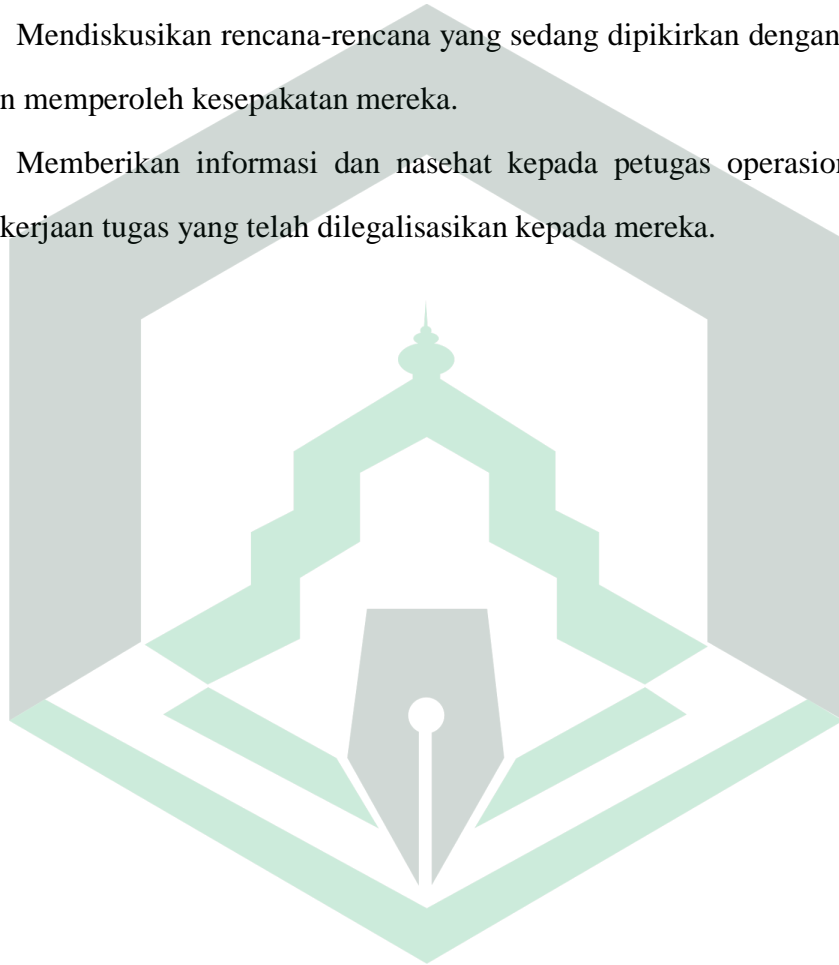 Mendiskusikan rencana-rencana yang sedang dipikirkan dengan
n memperoleh kesepakatan mereka.
Memberikan informasi dan nasehat kepada petugas operasion
kerjaan tugas yang telah dilegalisasikan kepada mereka.